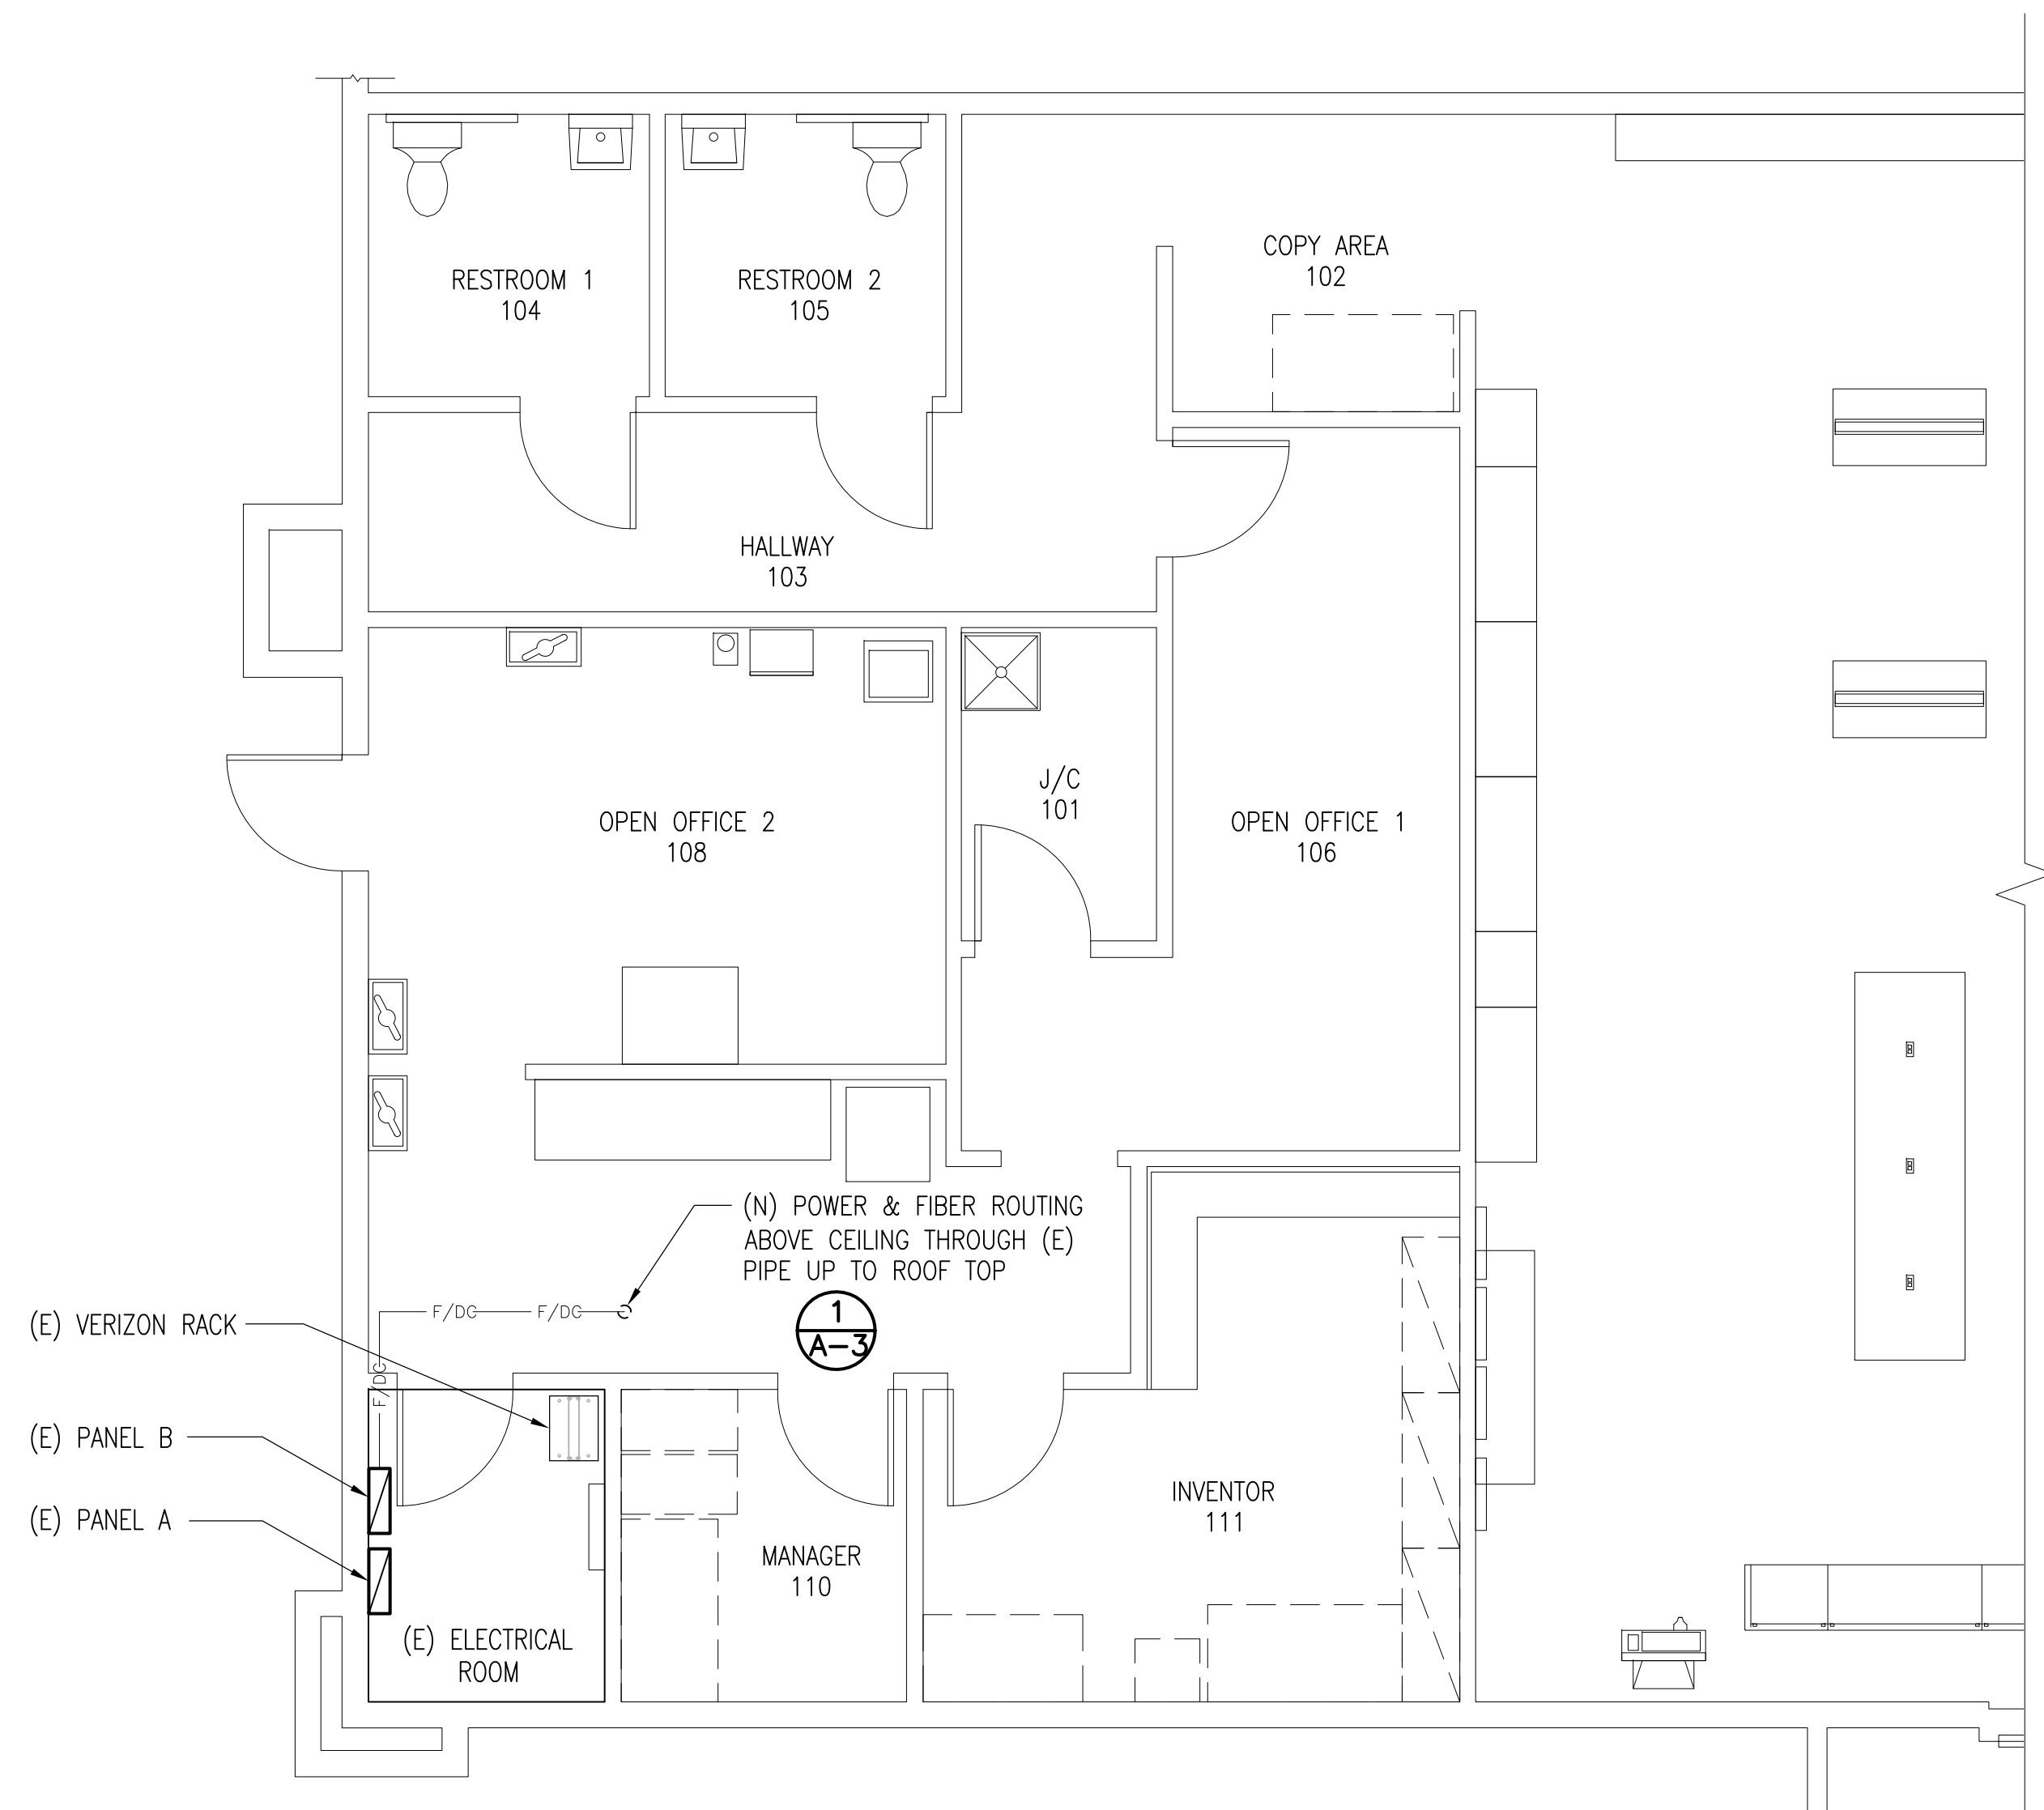 COPY AREA
102
RESTROOM 1
104
RESTROOM 2
105
HALLWAY
103
J/C
101
OPEN OFFICE 2
108
OPEN OFFICE 1
106
(N) POWER & FIBER ROUTING
ABOVE CEILING THROUGH (E)
PIPE UP TO ROOF TOP
F/DC
F/DC
F/DC
1
A-3
(E) VERIZON RACK
(E) PANEL B
(E) PANEL A
INVENTOR
111
MANAGER
110
(E) ELECTRICAL
ROOM